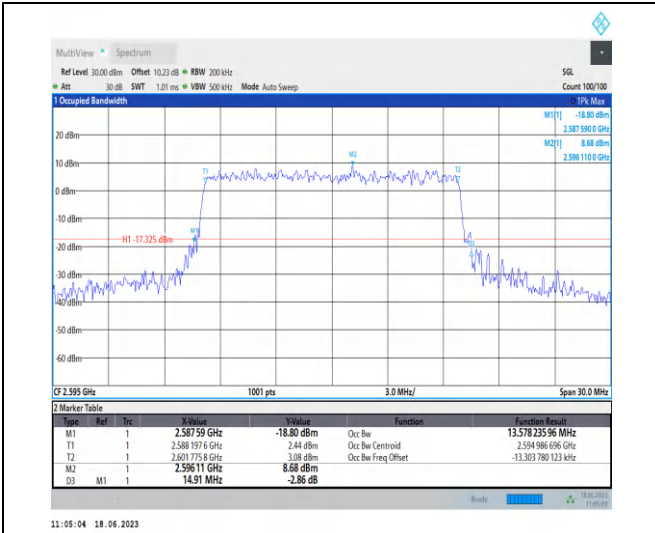 MultiView Spectrum
Ref Level 30.00 dBm Offset 10.23 dB RBW 200 kHz SGL
Att 30 dB SWT 1.01 ms VBW 500 kHz Mode Auto Sweep Count 100/100
1 Occupied Bandwidth 1Pk Max
M1[1] -18.80 dBm
2.587 590 0 GHz
M2[1] 8.68 dBm
2.596 110 0 GHz
20 dBm
M2
10 dBm
T1
T2
0 dBm
-10 dBm
M1
H1 -17.325 dBm
-20 dBm
D3
-30 dBm
-40 dBm
-50 dBm
-60 dBm
CF 2.595 GHz 1001 pts 3.0 MHz/ Span 30.0 MHz
2 Marker Table
Type Ref Trc X-Value Y-Value Function Function Result
M1 1 2.587 59 GHz -18.80 dBm Occ Bw 13.578 235 96 MHz
T1 1 2.588 197 6 GHz 2.44 dBm Occ Bw Centroid 2.594 986 696 GHz
T2 1 2.601 775 8 GHz 3.08 dBm Occ Bw Freq Offset -13.303 780 123 kHz
M2 1 2.596 11 GHz 8.68 dBm
D3 M1 1 14.91 MHz -2.86 dB
Ready 18.06.2023
11:05:03
11:05:04 18.06.2023